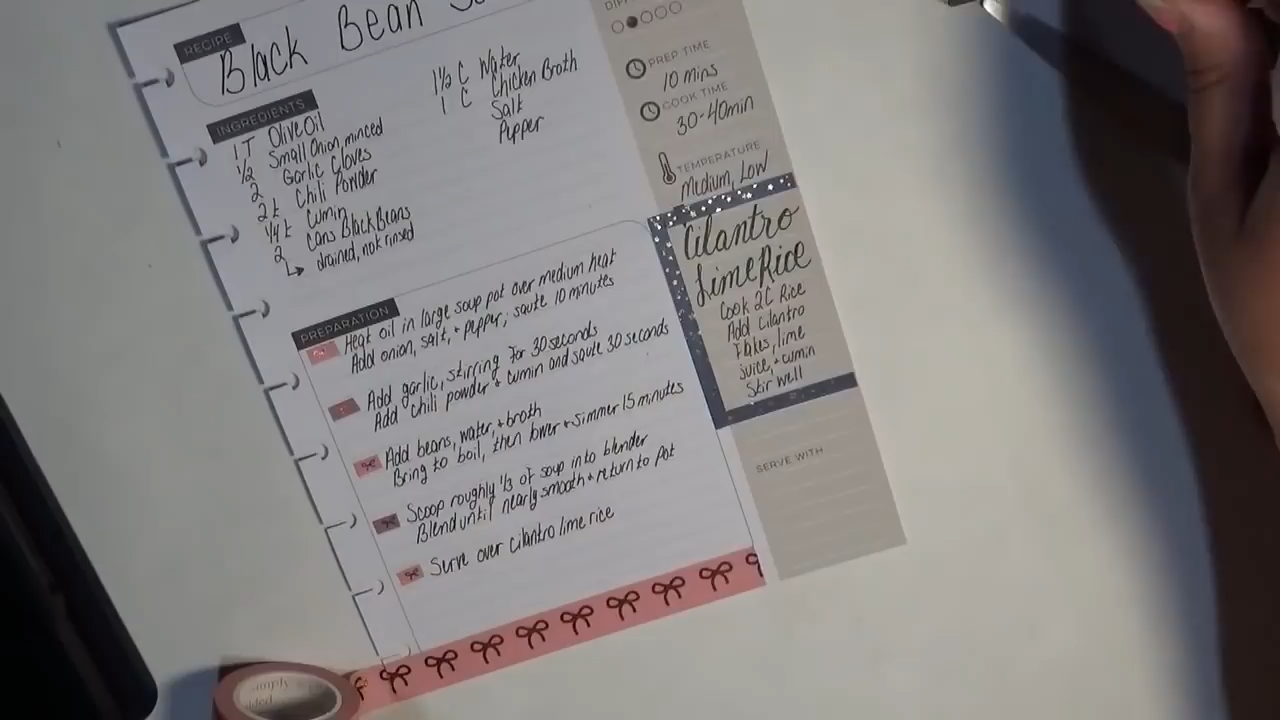 RECIPE
Black Bean
INGREDIENTS
1 T Olive Oil
1/2 Small Onion, minced
2 Garlic Cloves
2 t Chili Powder
1/4 t Cumin
2 Cans Black Beans
drained, not rinsed
1 1/2 C Water
1 C Chicken Broth
Salt
Pepper
PREP TIME
10 mins
COOK TIME
30-40min
TEMPERATURE
Medium, Low
Cilantro
Lime Rice
Cook 2C Rice
Add Cilantro
Flakes, lime
juice, + cumin
Stir well
SERVE WITH
PREPARATION
Heat oil in large soup pot over medium heat
Add onion, salt, + pepper; saute 10 minutes
Add garlic, stirring for 30 seconds
Add chili powder + cumin and saute 30 seconds
Add beans, water, + broth
Bring to boil, then lower + simmer 15 minutes
Scoop roughly 1/3 of soup into blender
Blend until nearly smooth + return to pot
Serve over cilantro lime rice
simply